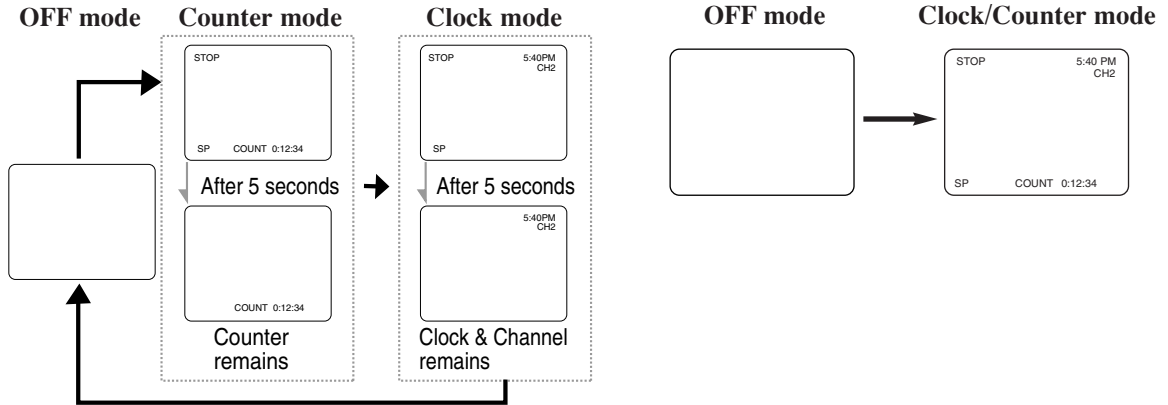 OFF mode
Counter mode
Clock mode
STOP
SP COUNT 0:12:34
After 5 seconds
COUNT 0:12:34
Counter
remains
STOP 5:40PM
CH2
SP
After 5 seconds
5:40PM
CH2
Clock & Channel
remains
OFF mode
Clock/Counter mode
STOP 5:40 PM
CH2
SP COUNT 0:12:34